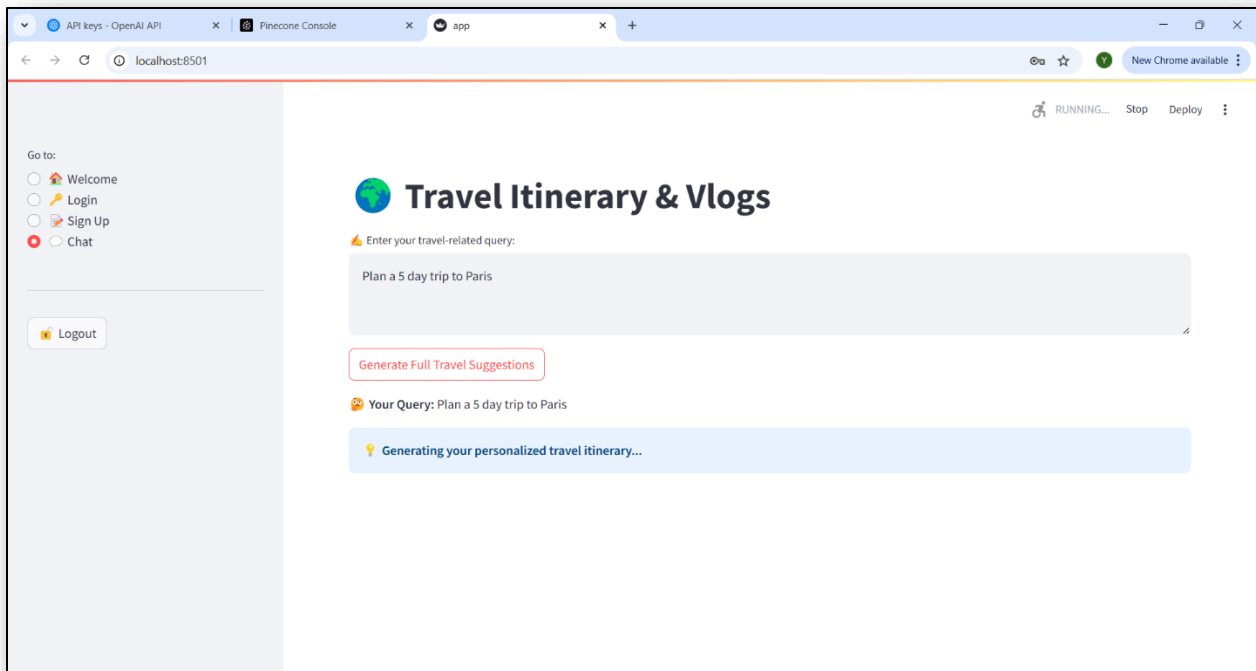 API keys - OpenAI API
Pinecone Console
app
localhost:8501
Y
New Chrome available
RUNNING...
Stop
Deploy
Go to:
🏠 Welcome
🔑 Login
📝 Sign Up
💬 Chat
🔓 Logout
🌍 Travel Itinerary & Vlogs
✍️ Enter your travel-related query:
Plan a 5 day trip to Paris
Generate Full Travel Suggestions
🤔 Your Query: Plan a 5 day trip to Paris
💡 Generating your personalized travel itinerary...